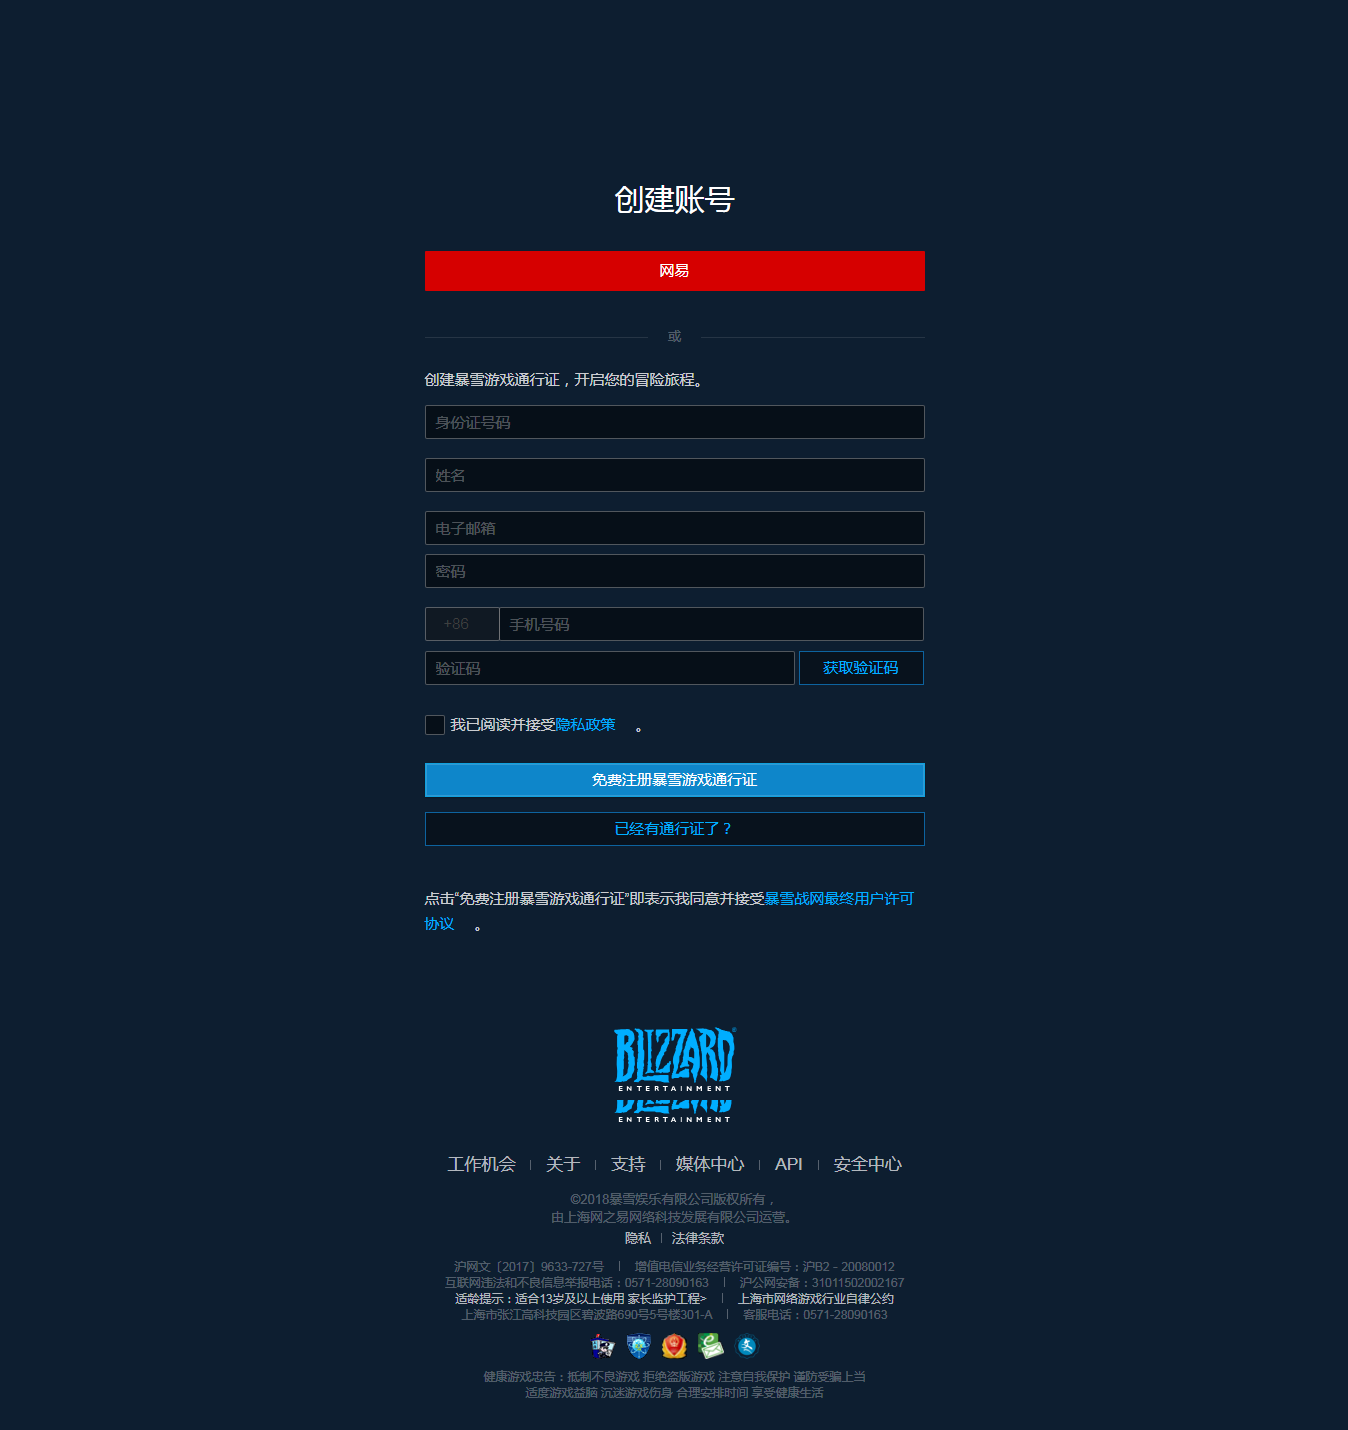 创建账号
网易
或
创建暴雪游戏通行证，开启您的冒险旅程。
身份证号码
姓名
电子邮箱
密码
+86 手机号码
验证码 获取验证码
我已阅读并接受隐私政策 。
免费注册暴雪游戏通行证
已经有通行证了？
点击“免费注册暴雪游戏通行证”即表示我同意并接受暴雪战网最终用户许可
协议 。
BLIZZARD®
ENTERTAINMENT
BLIZZARD
ENTERTAINMENT
工作机会 | 关于 | 支持 | 媒体中心 | API | 安全中心
©2018暴雪娱乐有限公司版权所有，
由上海网之易网络科技发展有限公司运营。
隐私 | 法律条款
沪网文〔2017〕9633-727号 | 增值电信业务经营许可证编号：沪B2－20080012
互联网违法和不良信息举报电话：0571-28090163 | 沪公网安备：31011502002167
适龄提示：适合13岁及以上使用 家长监护工程> | 上海市网络游戏行业自律公约
上海市张江高科技园区碧波路690号5号楼301-A | 客服电话：0571-28090163
健康游戏忠告：抵制不良游戏 拒绝盗版游戏 注意自我保护 谨防受骗上当
适度游戏益脑 沉迷游戏伤身 合理安排时间 享受健康生活